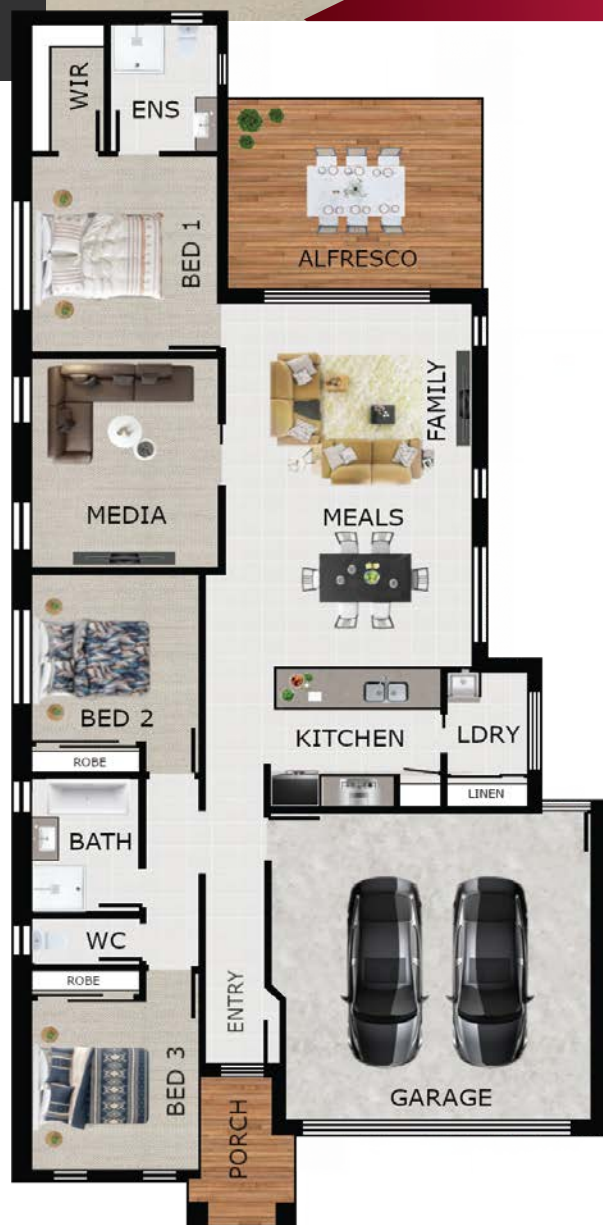 WIR
ENS
BED 1
ALFRESCO
FAMILY
MEDIA
MEALS
BED 2
ROBE
KITCHEN
LDRY
LINEN
BATH
WC
ROBE
ENTRY
BED 3
GARAGE
PORCH